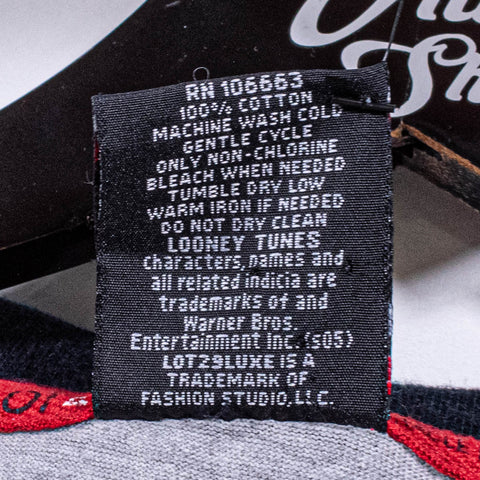 RN 106663
100% COTTON
MACHINE WASH COLD
GENTLE CYCLE
ONLY NON-CHLORINE
BLEACH WHEN NEEDED
TUMBLE DRY LOW
WARM IRON IF NEEDED
DO NOT DRY CLEAN
LOONEY TUNES
characters, names and
all related indicia are
trademarks of and
Warner Bros.
Entertainment Inc.(s05)
LOT29LUXE IS A
TRADEMARK OF
FASHION STUDIO, LLC.